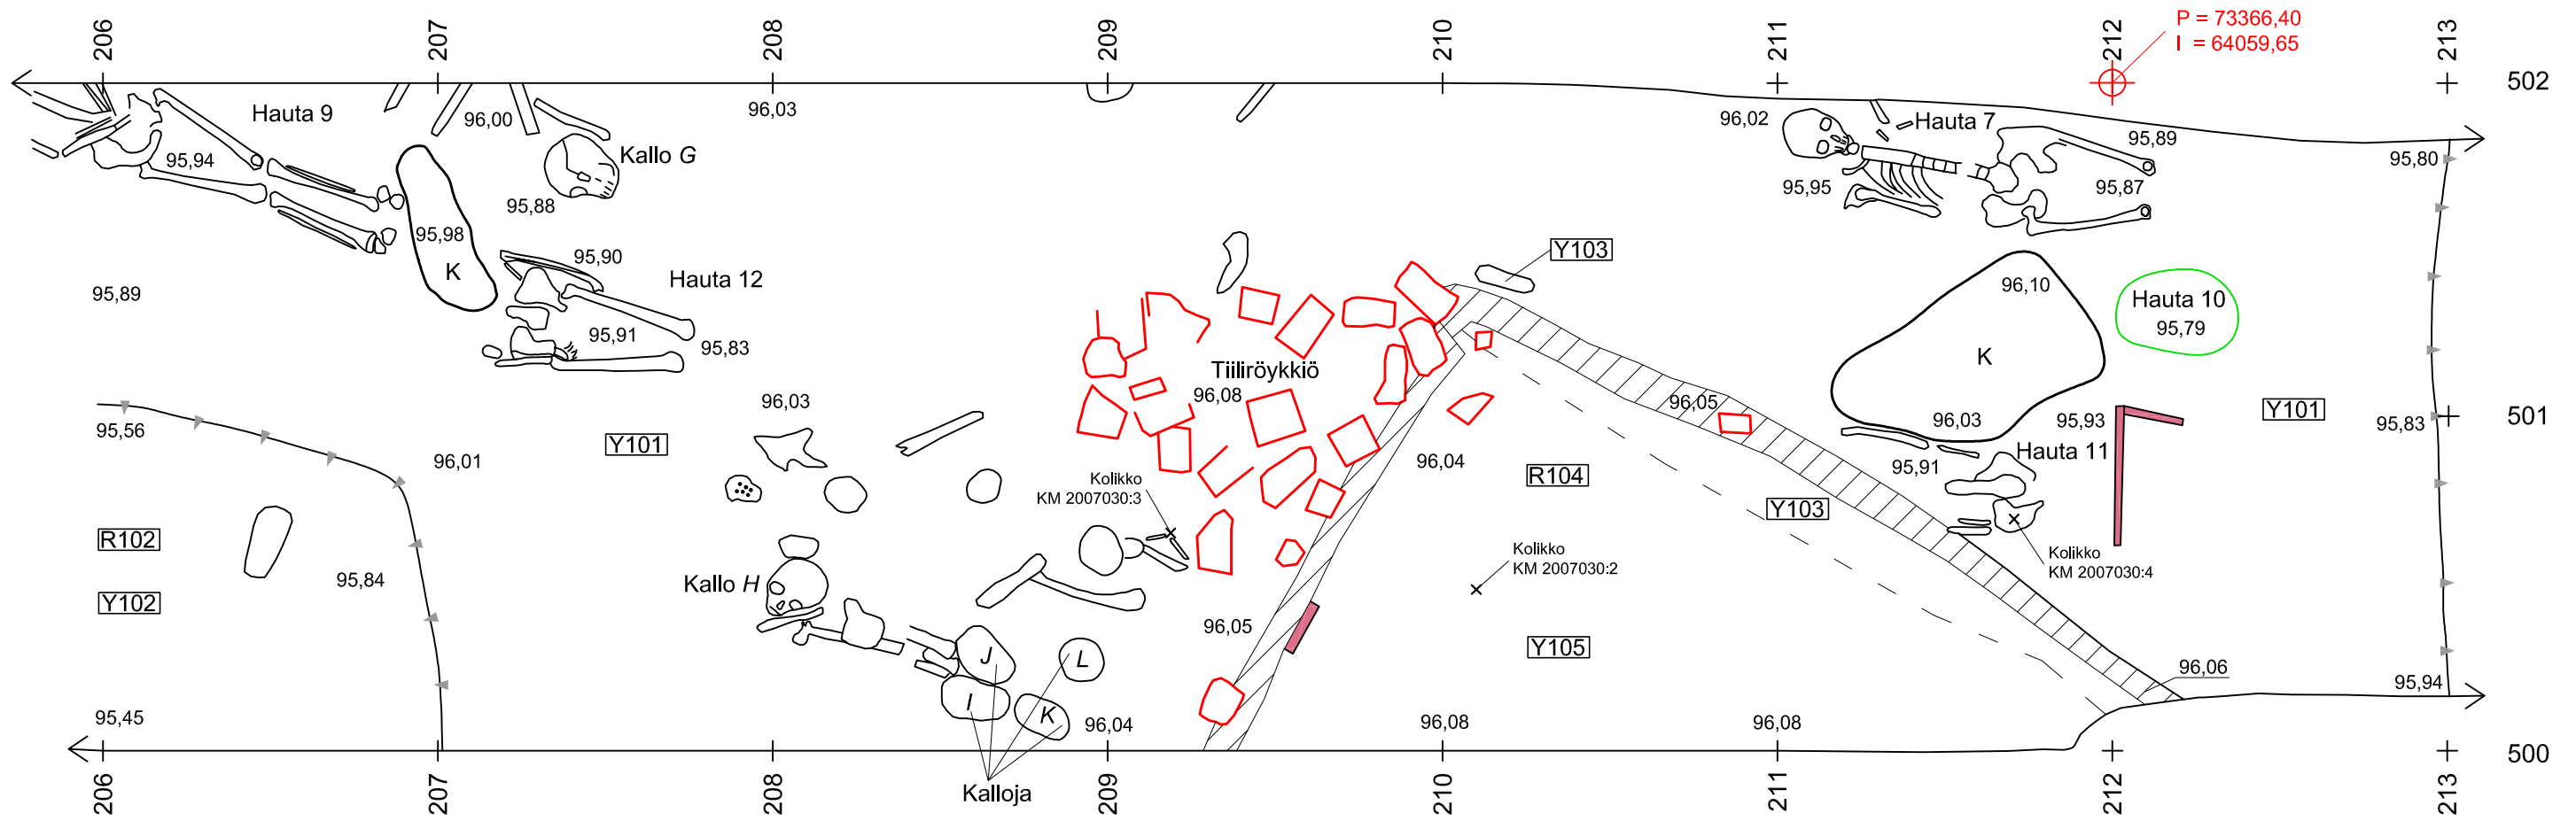 206
207
208
209
210
211
212
213
P = 73366,40
I = 64059,65
502
Hauta 9
96,00
96,03
96,02
Hauta 7
95,89
95,80
95,94
Kallo G
95,95
95,87
95,88
95,98
K
95,90
Hauta 12
Y103
95,89
96,10
Hauta 10
95,79
95,91
95,83
Tiiliröykkiö
96,08
K
96,03
96,05
96,03
95,93
Y101
95,83
501
95,56
Y101
96,01
96,04
R104
95,91
Hauta 11
Kolikko
KM 2007030:3
Y103
R102
Kolikko
KM 2007030:2
Kolikko
KM 2007030:4
95,84
Kallo H
Y102
96,05
Y105
J
L
96,06
I
K
95,94
95,45
96,04
96,08
96,08
500
Kalloja
206
207
208
209
210
211
212
213